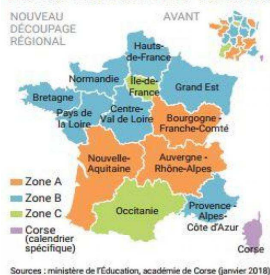 NOUVEAU
DÉCOUPAGE
RÉGIONAL
AVANT
Hauts-
de-France
Normandie
Île-de-
France
Grand Est
Bretagne
Pays de
la Loire
Centre-
Val de Loire
Bourgogne -
Franche-Comté
Nouvelle-
Aquitaine
Auvergne -
Rhône-Alpes
Zone A
Zone B
Zone C
Corse
(calendrier
spécifique)
Occitanie
Provence -
Alpes-
Côte d'Azur
Corse
Sources : ministère de l'Éducation, académie de Corse (janvier 2018)